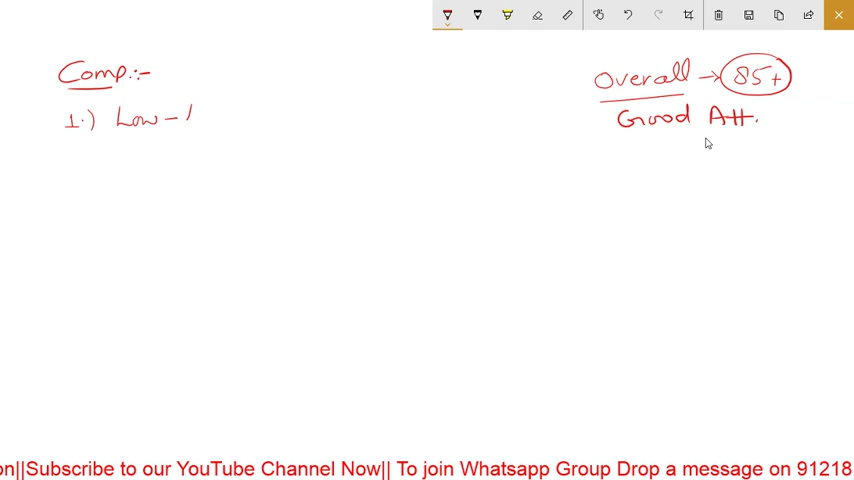 Comp.:-
1.) Low -
Overall → 85+
Good Att.
on||Subscribe to our YouTube Channel Now|| To join Whatsapp Group Drop a message on 91218